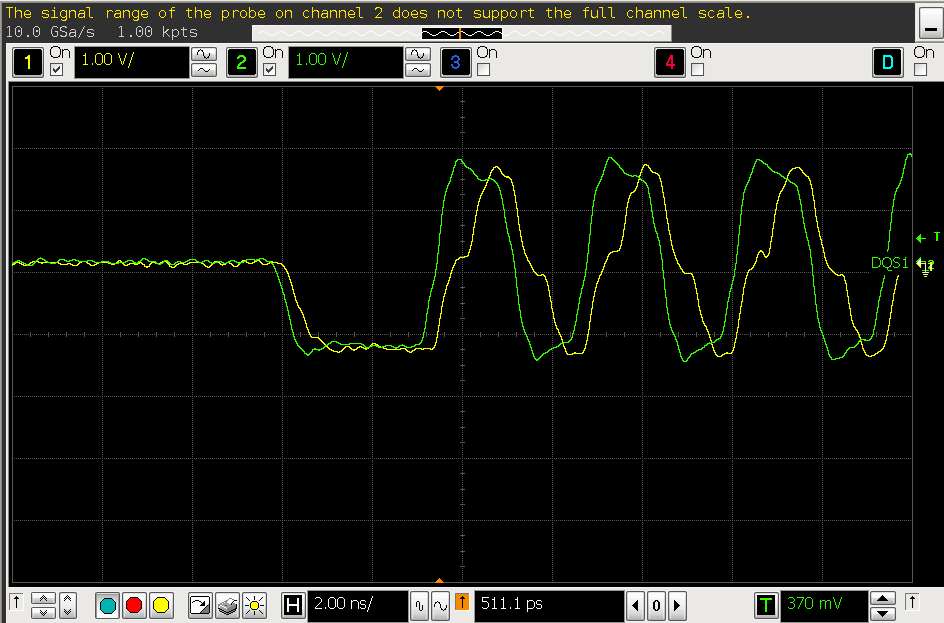 The signal range of the probe on channel 2 does not support the full channel scale.
10.0 GSa/s 1.00 kpts
1 On 1.00 V/ 2 On 1.00 V/ 3 On 4 On D On
T
DQS1
H 2.00 ns/ 511.1 ps 0 T 370 mV